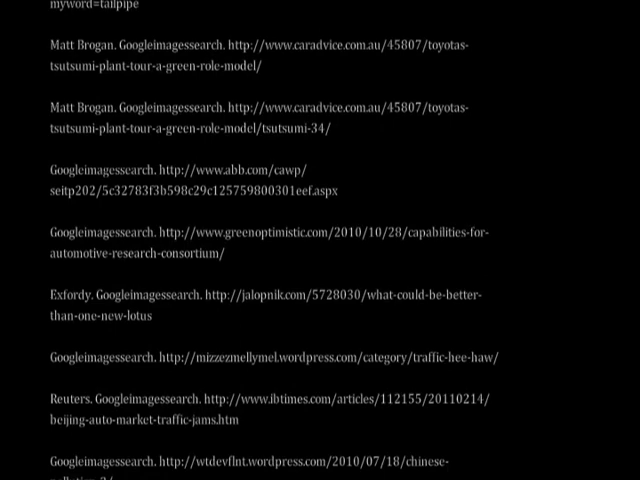 myword=tailpipe
Matt Brogan. Googleimagessearch. http://www.caradvice.com.au/45807/toyotas-
tsutsumi-plant-tour-a-green-role-model/
Matt Brogan. Googleimagessearch. http://www.caradvice.com.au/45807/toyotas-
tsutsumi-plant-tour-a-green-role-model/tsutsumi-34/
Googleimagessearch. http://www.abb.com/cawp/
seitp202/5c32783f3b598c29c125759800301eef.aspx
Googleimagessearch. http://www.greenoptimistic.com/2010/10/28/capabilities-for-
automotive-research-consortium/
Exfordy. Googleimagessearch. http://jalopnik.com/5728030/what-could-be-better-
than-one-new-lotus
Googleimagessearch. http://mizzezmellymel.wordpress.com/category/traffic-hee-haw/
Reuters. Googleimagessearch. http://www.ibtimes.com/articles/112155/20110214/
beijing-auto-market-traffic-jams.htm
Googleimagessearch. http://wtdevflnt.wordpress.com/2010/07/18/chinese-